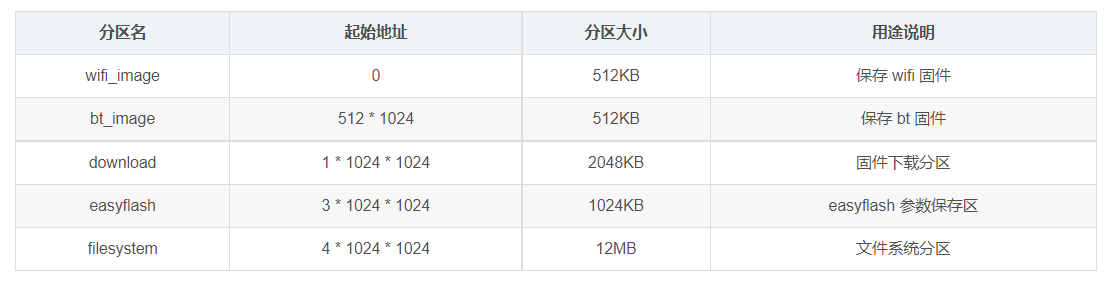 分区名 起始地址 分区大小 用途说明
wifi_image 0 512KB 保存 wifi 固件
bt_image 512 * 1024 512KB 保存 bt 固件
download 1 * 1024 * 1024 2048KB 固件下载分区
easyflash 3 * 1024 * 1024 1024KB easyflash 参数保存区
filesystem 4 * 1024 * 1024 12MB 文件系统分区